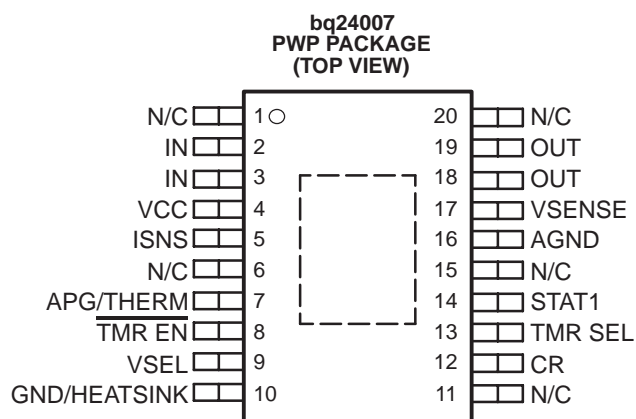 bq24007
PWP PACKAGE
(TOP VIEW)
N/C 1 20 N/C
IN 2 19 OUT
IN 3 18 OUT
VCC 4 17 VSENSE
ISNS 5 16 AGND
N/C 6 15 N/C
APG/THERM 7 14 STAT1
TMR EN 8 13 TMR SEL
VSEL 9 12 CR
GND/HEATSINK 10 11 N/C